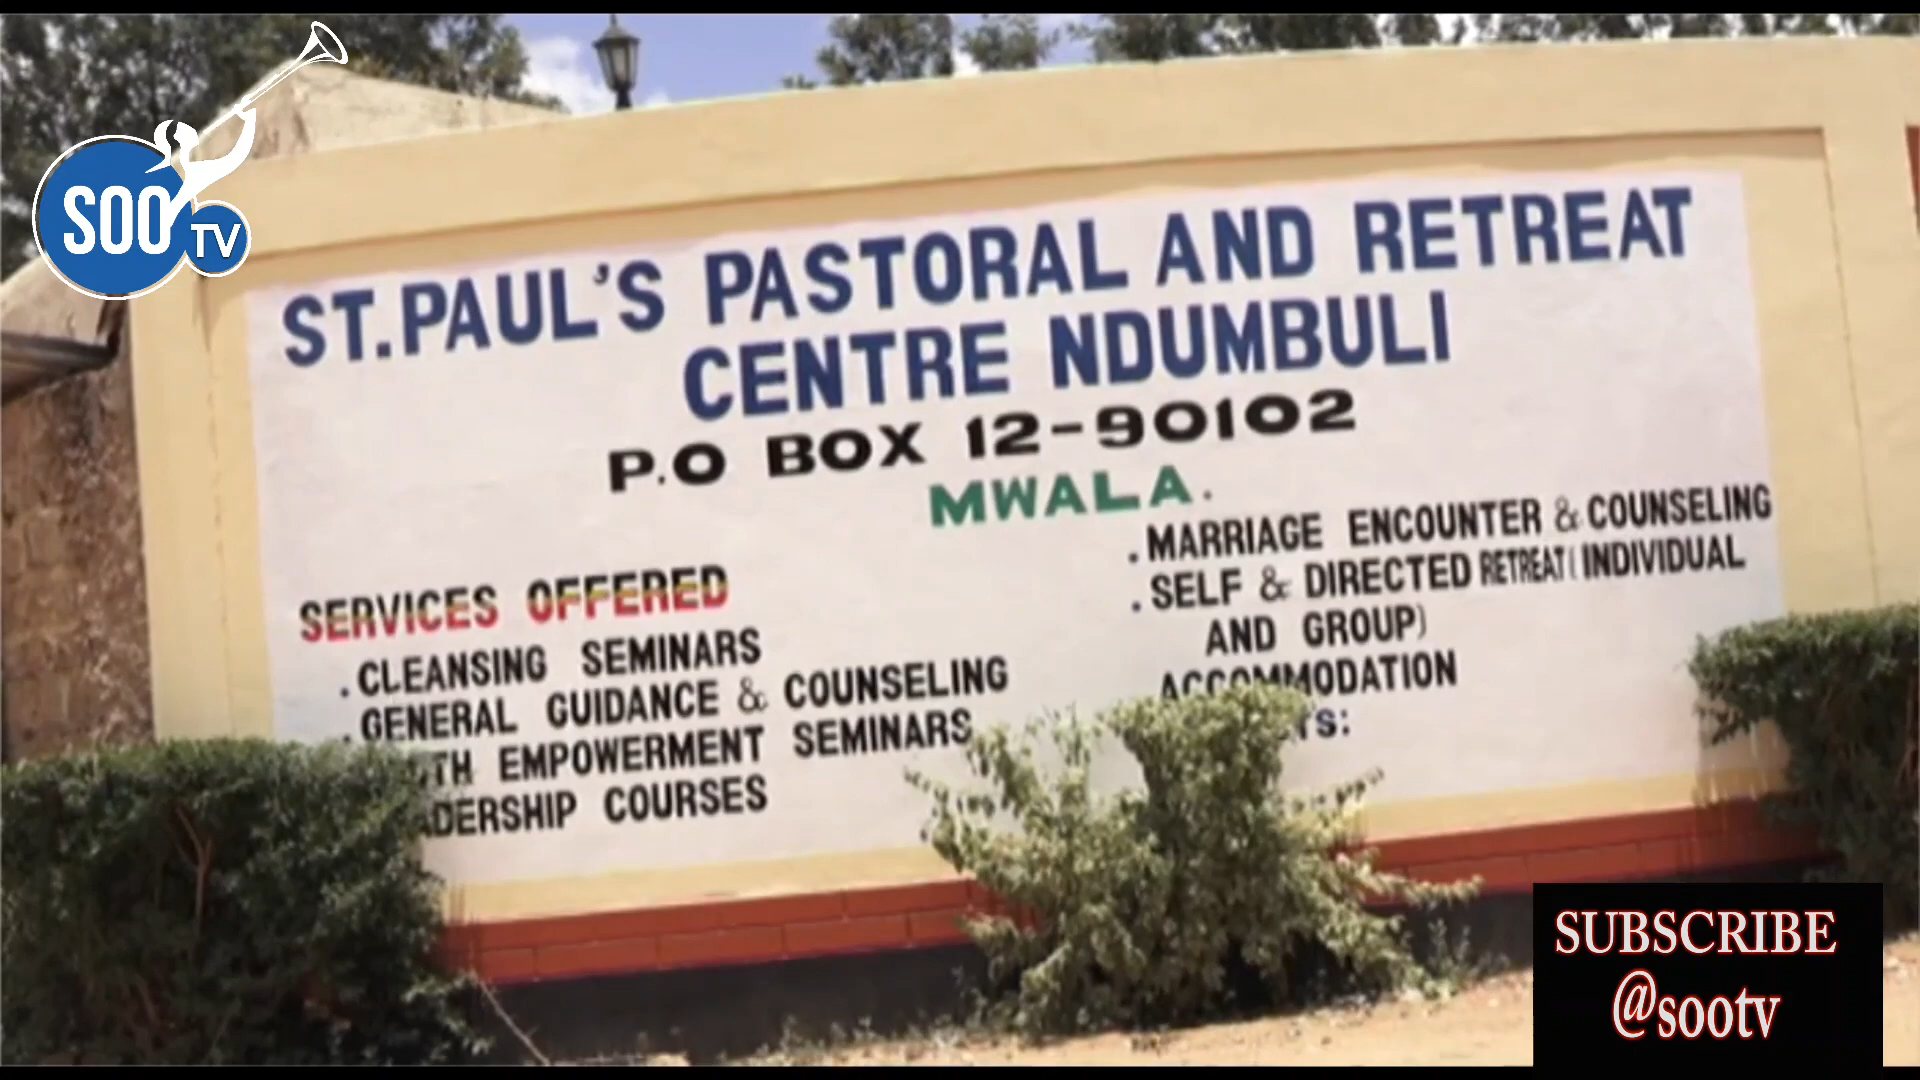 SOO TV
ST.PAUL'S PASTORAL AND RETREAT
CENTRE NDUMBULI
P.O BOX 12-90102
MWALA.
SERVICES OFFERED
. CLEANSING SEMINARS
. GENERAL GUIDANCE & COUNSELING
EMPOWERMENT SEMINARS
COURSES
. MARRIAGE ENCOUNTER & COUNSELING
. SELF & DIRECTED RETREAT (INDIVIDUAL
AND GROUP)
ACCOMMODATION
SUBSCRIBE
@sootv